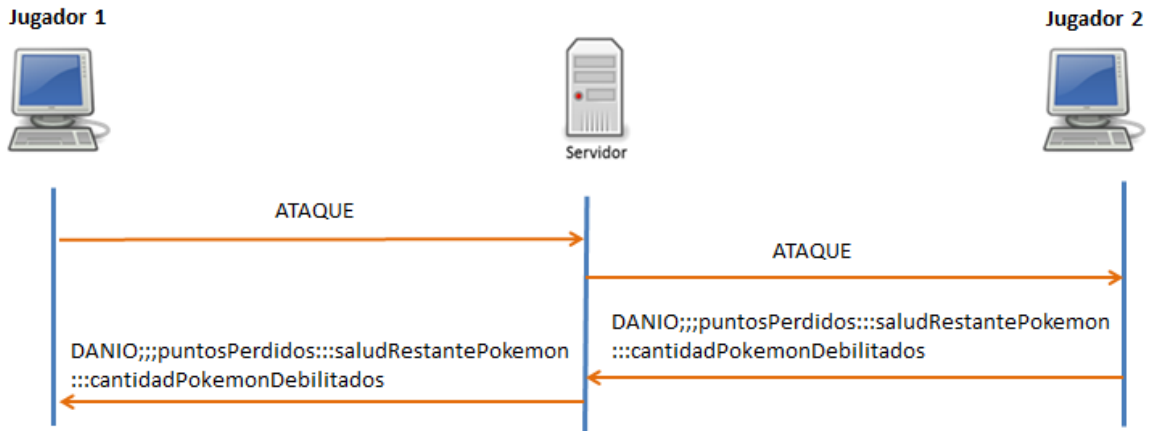 Jugador 1
Jugador 2
Servidor
ATAQUE
ATAQUE
DANIO;;;puntosPerdidos:::saludRestantePokemon
:::cantidadPokemonDebilitados
DANIO;;;puntosPerdidos:::saludRestantePokemon
:::cantidadPokemonDebilitados